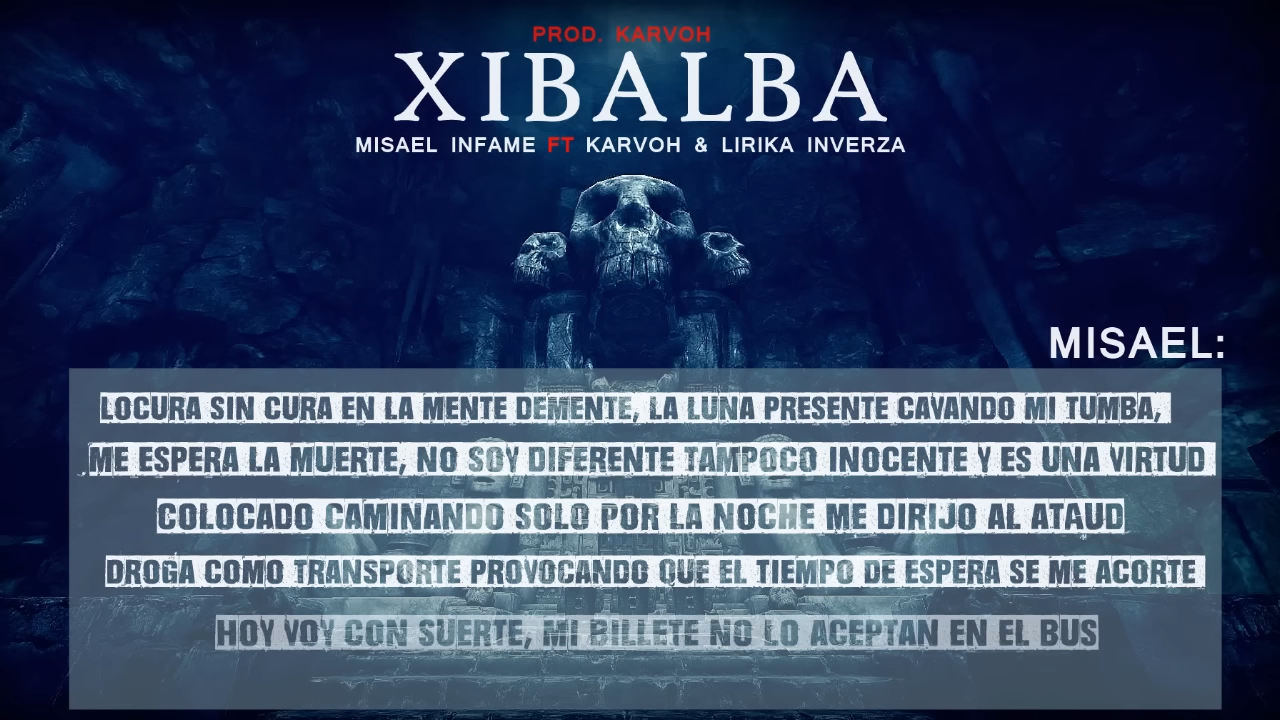 PROD. KARVOH
XIBALBA
MISAEL INFAME FT KARVOH & LIRIKA INVERZA
MISAEL:
LOCURA SIN CURA EN LA MENTE DEMENTE, LA LUNA PRESENTE CAVANDO MI TUMBA,
ME ESPERA LA MUERTE, NO SOY DIFERENTE TAMPOCO INOCENTE Y ES UNA VIRTUD
COLOCADO CAMINANDO SOLO POR LA NOCHE ME DIRIJO AL ATAUD
DROGA COMO TRANSPORTE PROVOCANDO QUE EL TIEMPO DE ESPERA SE ME ACORTE
HOY VOY CON SUERTE, MI BILLETE NO LO ACEPTAN EN EL BUS